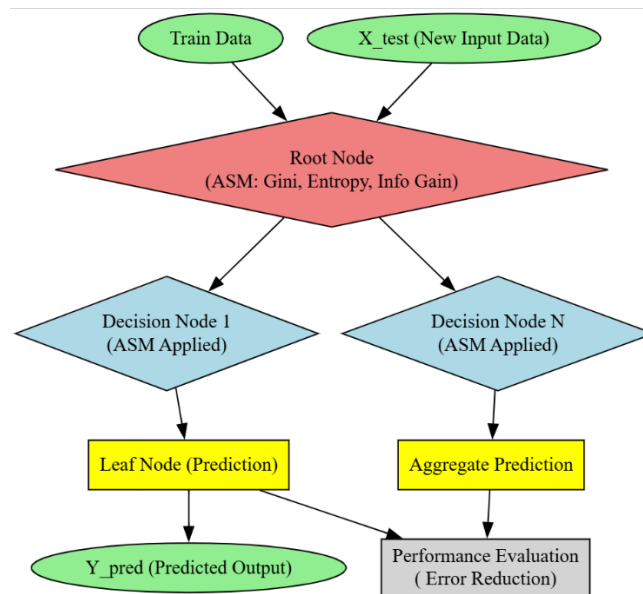 Train Data
X_test (New Input Data)
Root Node
(ASM: Gini, Entropy, Info Gain)
Decision Node 1
(ASM Applied)
Decision Node N
(ASM Applied)
Leaf Node (Prediction)
Aggregate Prediction
Y_pred (Predicted Output)
Performance Evaluation
( Error Reduction)